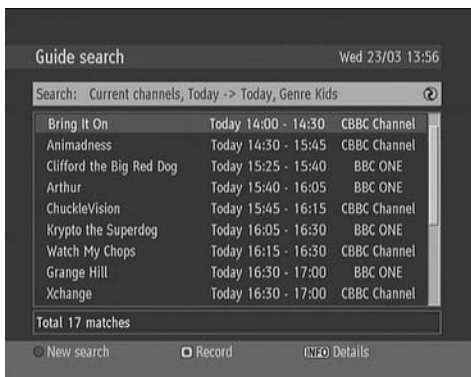 Guide search Wed 23/03 13:56
Search: Current channels, Today -> Today, Genre Kids
Bring It On Today 14:00 - 14:30 CBBC Channel
Animadness Today 14:30 - 15:45 CBBC Channel
Clifford the Big Red Dog Today 15:25 - 15:40 BBC ONE
Arthur Today 15:40 - 16:05 BBC ONE
ChuckleVision Today 15:45 - 16:15 CBBC Channel
Krypto the Superdog Today 16:05 - 16:30 BBC ONE
Watch My Chops Today 16:15 - 16:30 CBBC Channel
Grange Hill Today 16:30 - 17:00 BBC ONE
Xchange Today 16:30 - 17:00 CBBC Channel
Total 17 matches
New search Record INFO Details